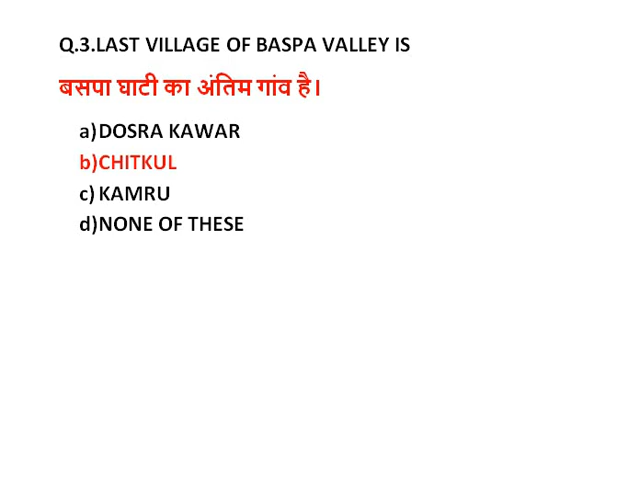 Q.3.LAST VILLAGE OF BASPA VALLEY IS
बसपा घाटी का अंतिम गांव है।
a)DOSRA KAWAR
b)CHITKUL
c) KAMRU
d)NONE OF THESE